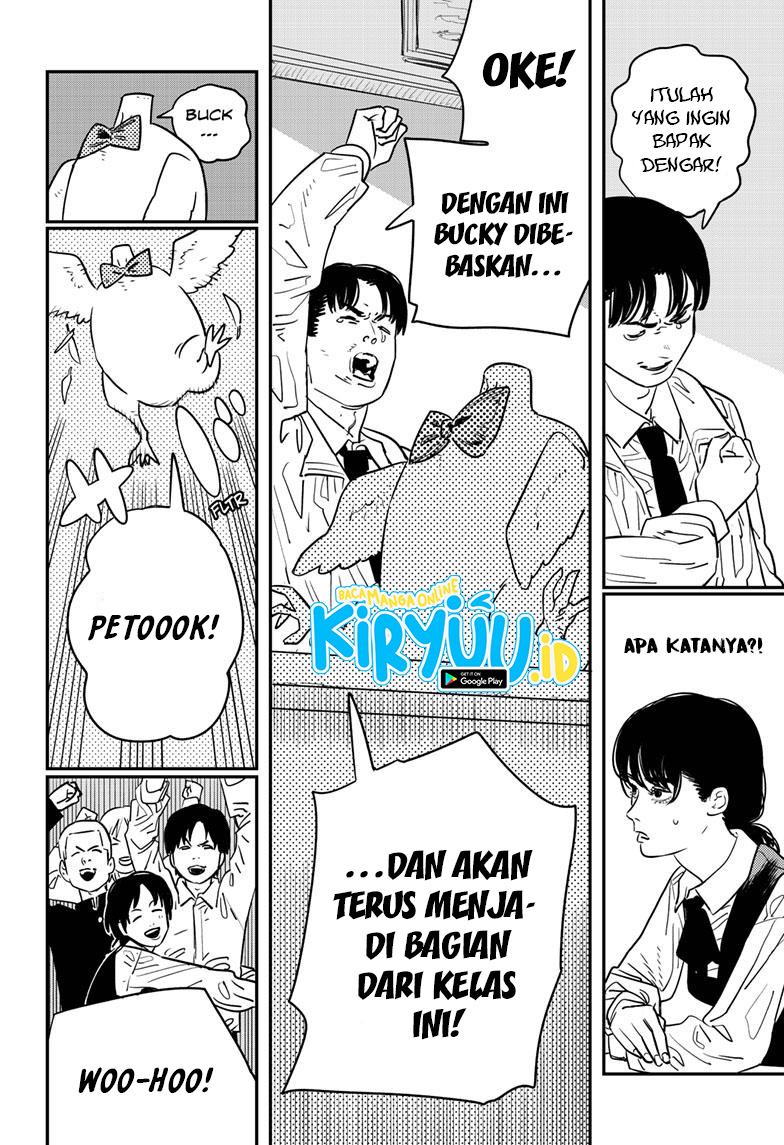 ITULAH
YANG INGIN
BAPAK
DENGAR!
APA KATANYA?!
OKE!
DENGAN INI
BUCKY DIBE-
BASKAN...
BACA MANGA ONLINE
KIRYUU.ID
GET IT ON
Google Play
...DAN AKAN
TERUS MENJA-
DI BAGIAN
DARI KELAS
INI!
BUCK
...
FLTR
PETOOOK!
WOO-HOO!